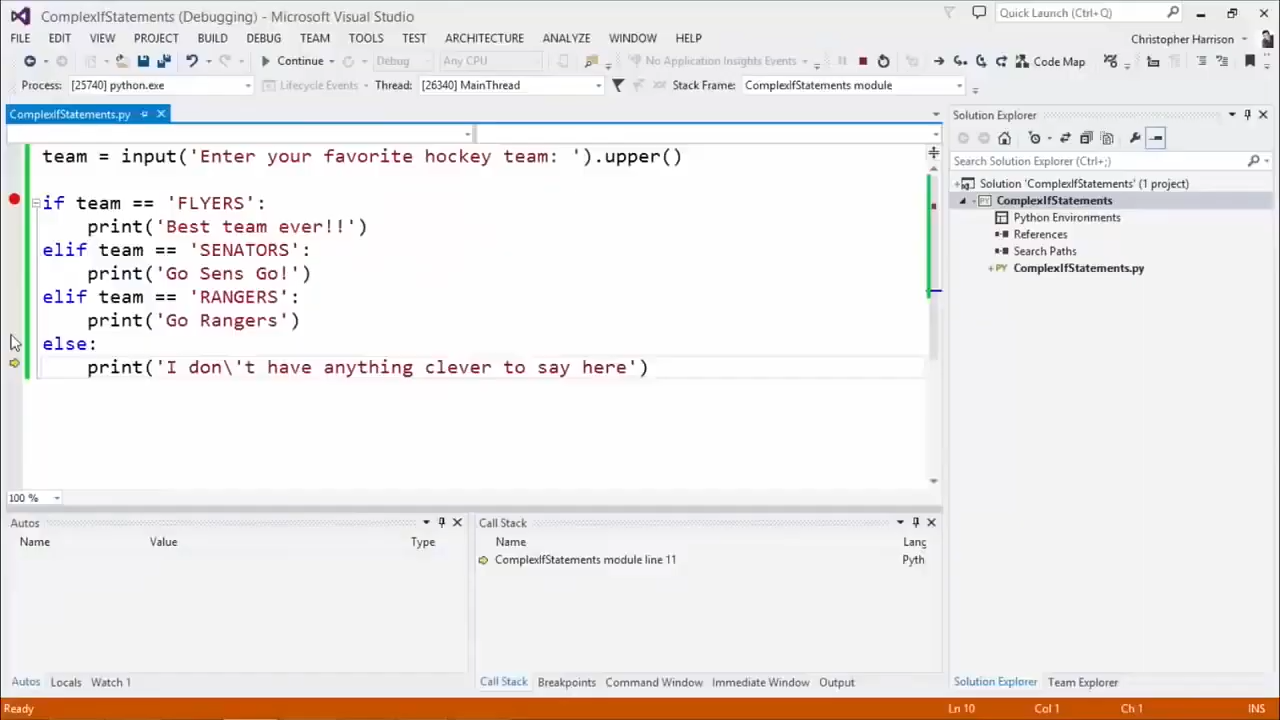 ComplexIfStatements (Debugging) - Microsoft Visual Studio
Quick Launch (Ctrl+Q)
FILE EDIT VIEW PROJECT BUILD DEBUG TEAM TOOLS TEST ARCHITECTURE ANALYZE WINDOW HELP
Christopher Harrison
Continue Debug Any CPU No Application Insights Events Code Map
Process: [25740] python.exe Lifecycle Events Thread: [26340] MainThread Stack Frame: ComplexIfStatements module
ComplexIfStatements.py
team = input('Enter your favorite hockey team: ').upper()
if team == 'FLYERS':
print('Best team ever!!')
elif team == 'SENATORS':
print('Go Sens Go!')
elif team == 'RANGERS':
print('Go Rangers')
else:
print('I don\'t have anything clever to say here')
100 %
Solution Explorer
Search Solution Explorer (Ctrl+;)
Solution 'ComplexIfStatements' (1 project)
PY ComplexIfStatements
Python Environments
References
Search Paths
PY ComplexIfStatements.py
Autos
Name Value Type
Call Stack
Name Lang
ComplexIfStatements module line 11 Pyth
Autos Locals Watch 1
Call Stack Breakpoints Command Window Immediate Window Output
Solution Explorer Team Explorer
Ready Ln 10 Col 1 Ch 1 INS